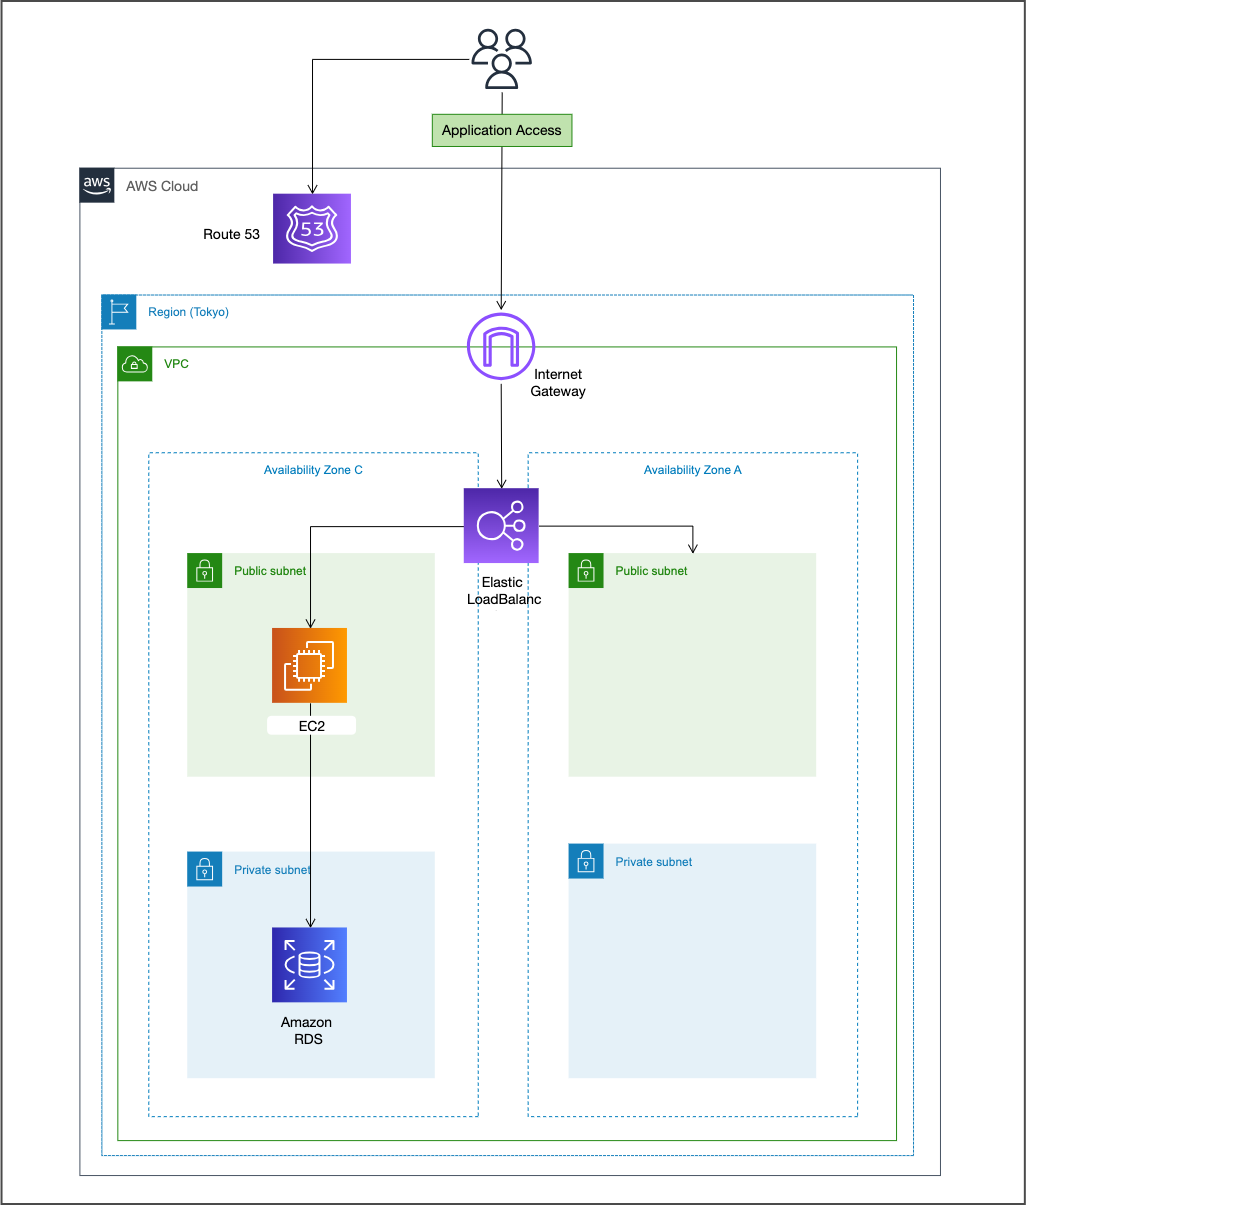 Application Access
aws
AWS Cloud
53
Route 53
Region (Tokyo)
VPC
Internet
Gateway
Availability Zone C
Availability Zone A
Public subnet
Elastic
LoadBalanc
Public subnet
EC2
Private subnet
Private subnet
Amazon
RDS